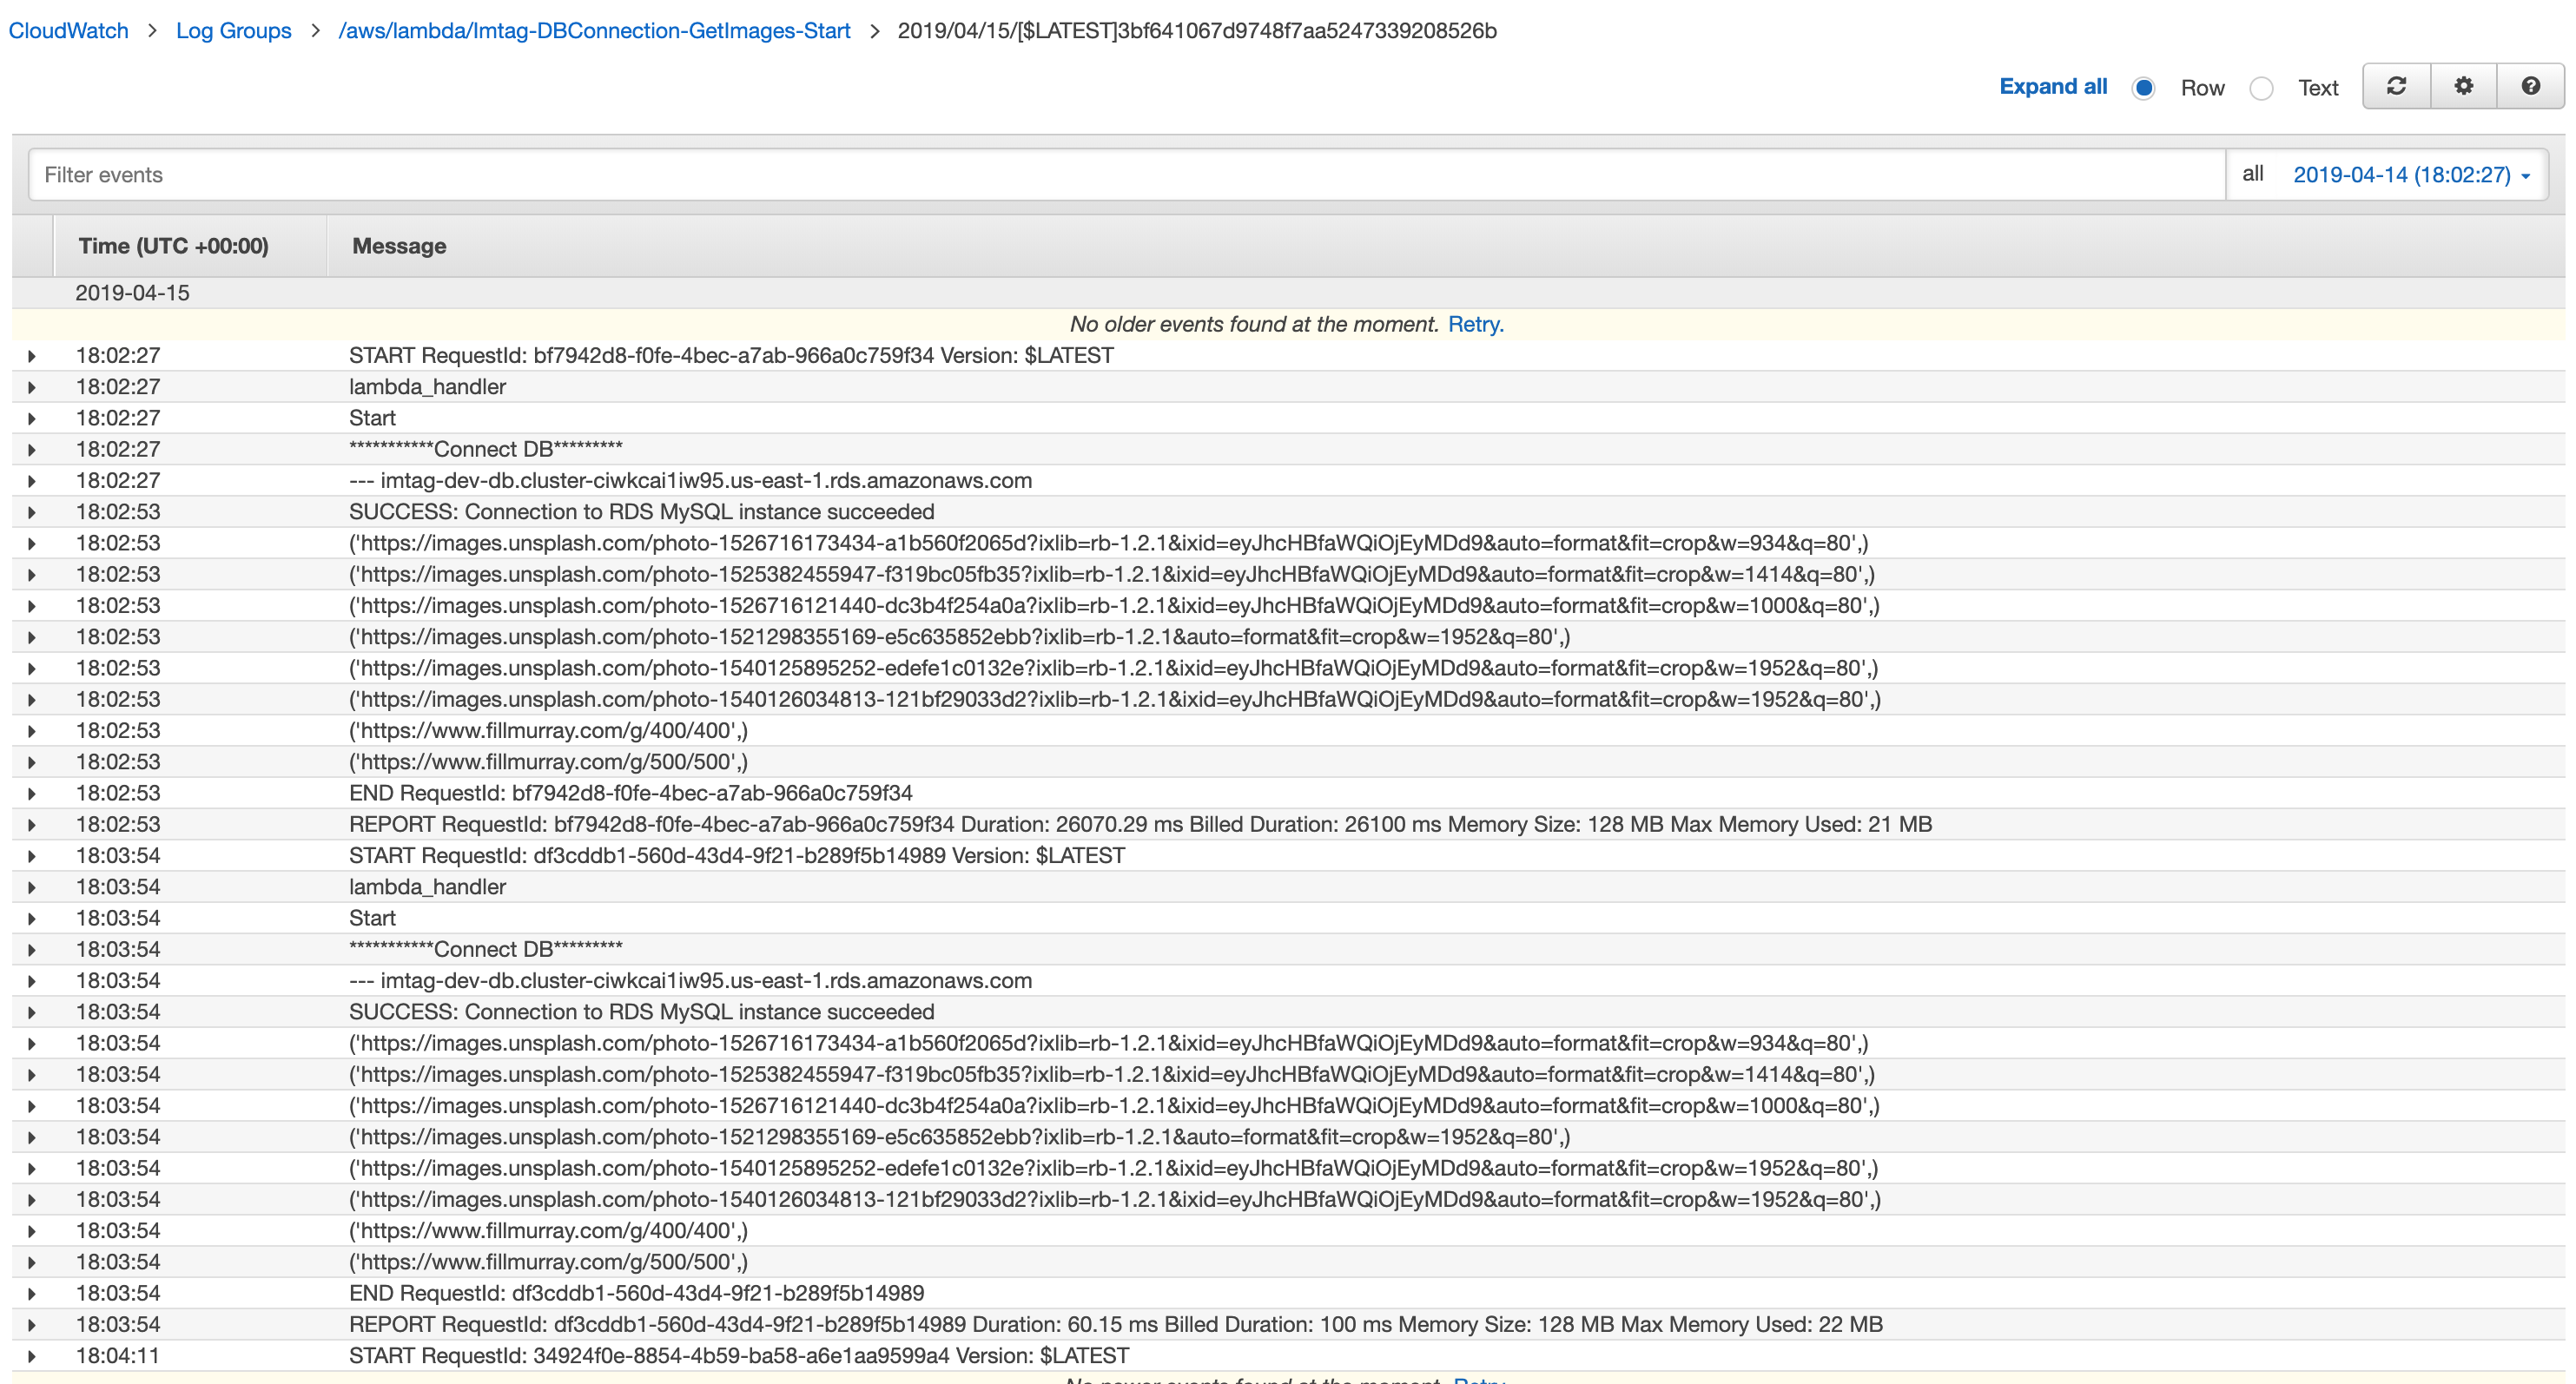 CloudWatch > Log Groups > /aws/lambda/Imtag-DBConnection-GetImages-Start > 2019/04/15/[$LATEST]3bf641067d9748f7aa5247339208526b
Expand all Row Text
Filter events all 2019-04-14 (18:02:27)
Time (UTC +00:00) Message
2019-04-15
No older events found at the moment. Retry.
18:02:27 START RequestId: bf7942d8-f0fe-4bec-a7ab-966a0c759f34 Version: $LATEST
18:02:27 lambda_handler
18:02:27 Start
18:02:27 ***********Connect DB*********
18:02:27 --- imtag-dev-db.cluster-ciwkcai1iw95.us-east-1.rds.amazonaws.com
18:02:53 SUCCESS: Connection to RDS MySQL instance succeeded
18:02:53 ('https://images.unsplash.com/photo-1526716173434-a1b560f2065d?ixlib=rb-1.2.1&ixid=eyJhcHBfaWQiOjEyMDd9&auto=format&fit=crop&w=934&q=80',)
18:02:53 ('https://images.unsplash.com/photo-1525382455947-f319bc05fb35?ixlib=rb-1.2.1&ixid=eyJhcHBfaWQiOjEyMDd9&auto=format&fit=crop&w=1414&q=80',)
18:02:53 ('https://images.unsplash.com/photo-1526716121440-dc3b4f254a0a?ixlib=rb-1.2.1&ixid=eyJhcHBfaWQiOjEyMDd9&auto=format&fit=crop&w=1000&q=80',)
18:02:53 ('https://images.unsplash.com/photo-1521298355169-e5c635852ebb?ixlib=rb-1.2.1&auto=format&fit=crop&w=1952&q=80',)
18:02:53 ('https://images.unsplash.com/photo-1540125895252-edefe1c0132e?ixlib=rb-1.2.1&ixid=eyJhcHBfaWQiOjEyMDd9&auto=format&fit=crop&w=1952&q=80',)
18:02:53 ('https://images.unsplash.com/photo-1540126034813-121bf29033d2?ixlib=rb-1.2.1&ixid=eyJhcHBfaWQiOjEyMDd9&auto=format&fit=crop&w=1952&q=80',)
18:02:53 ('https://www.fillmurray.com/g/400/400',)
18:02:53 ('https://www.fillmurray.com/g/500/500',)
18:02:53 END RequestId: bf7942d8-f0fe-4bec-a7ab-966a0c759f34
18:02:53 REPORT RequestId: bf7942d8-f0fe-4bec-a7ab-966a0c759f34 Duration: 26070.29 ms Billed Duration: 26100 ms Memory Size: 128 MB Max Memory Used: 21 MB
18:03:54 START RequestId: df3cddb1-560d-43d4-9f21-b289f5b14989 Version: $LATEST
18:03:54 lambda_handler
18:03:54 Start
18:03:54 ***********Connect DB*********
18:03:54 --- imtag-dev-db.cluster-ciwkcai1iw95.us-east-1.rds.amazonaws.com
18:03:54 SUCCESS: Connection to RDS MySQL instance succeeded
18:03:54 ('https://images.unsplash.com/photo-1526716173434-a1b560f2065d?ixlib=rb-1.2.1&ixid=eyJhcHBfaWQiOjEyMDd9&auto=format&fit=crop&w=934&q=80',)
18:03:54 ('https://images.unsplash.com/photo-1525382455947-f319bc05fb35?ixlib=rb-1.2.1&ixid=eyJhcHBfaWQiOjEyMDd9&auto=format&fit=crop&w=1414&q=80',)
18:03:54 ('https://images.unsplash.com/photo-1526716121440-dc3b4f254a0a?ixlib=rb-1.2.1&ixid=eyJhcHBfaWQiOjEyMDd9&auto=format&fit=crop&w=1000&q=80',)
18:03:54 ('https://images.unsplash.com/photo-1521298355169-e5c635852ebb?ixlib=rb-1.2.1&auto=format&fit=crop&w=1952&q=80',)
18:03:54 ('https://images.unsplash.com/photo-1540125895252-edefe1c0132e?ixlib=rb-1.2.1&ixid=eyJhcHBfaWQiOjEyMDd9&auto=format&fit=crop&w=1952&q=80',)
18:03:54 ('https://images.unsplash.com/photo-1540126034813-121bf29033d2?ixlib=rb-1.2.1&ixid=eyJhcHBfaWQiOjEyMDd9&auto=format&fit=crop&w=1952&q=80',)
18:03:54 ('https://www.fillmurray.com/g/400/400',)
18:03:54 ('https://www.fillmurray.com/g/500/500',)
18:03:54 END RequestId: df3cddb1-560d-43d4-9f21-b289f5b14989
18:03:54 REPORT RequestId: df3cddb1-560d-43d4-9f21-b289f5b14989 Duration: 60.15 ms Billed Duration: 100 ms Memory Size: 128 MB Max Memory Used: 22 MB
18:04:11 START RequestId: 34924f0e-8854-4b59-ba58-a6e1aa9599a4 Version: $LATEST
No newer events found at the moment. Retry.